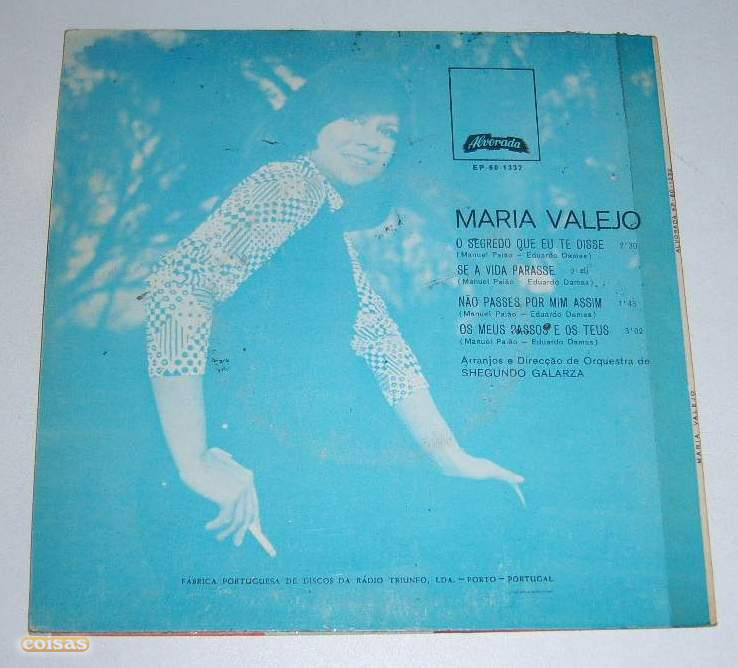 Alvorada
EP-60-1332
MARIA VALEJO
O SEGREDO QUE EU TE DISSE 2'30
(Manuel Paião — Eduardo Damas)
SE A VIDA PARASSE
(Manuel Paião — Eduardo Damas)
NÃO PASSES POR MIM ASSIM 1'45
(Manuel Paião — Eduardo Damas)
OS MEUS PASSOS E OS TEUS 3'02
(Manuel Paião — Eduardo Damas)
Arranjos e Direcção de Orquestra de
SHEGUNDO GALARZA
MARIA VALEJO
FÁBRICA PORTUGUESA DE DISCOS DA RÁDIO TRIUNFO, LDA. — PORTO — PORTUGAL
coisas